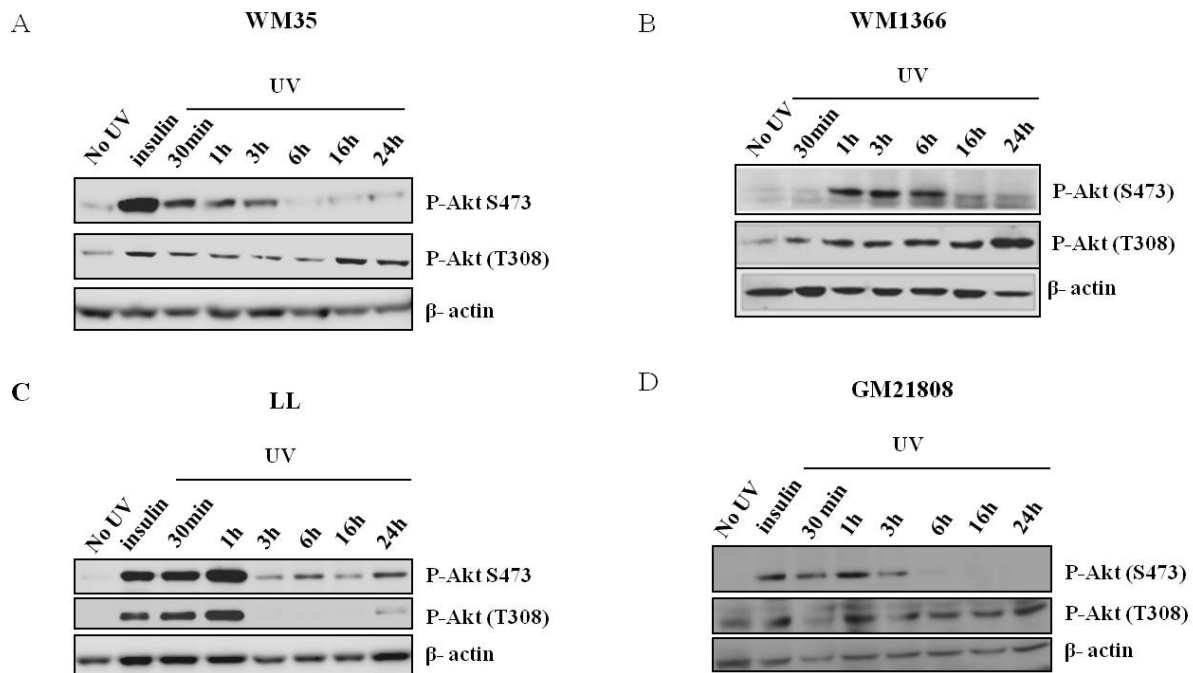 A
WM35
UV
No UV insulin 30min 1h 3h 6h 16h 24h
P-Akt S473
P-Akt (T308)
β- actin
B
WM1366
UV
No UV 30min 1h 3h 6h 16h 24h
P-Akt (S473)
P-Akt (T308)
β- actin
C
LL
UV
No UV insulin 30min 1h 3h 6h 16h 24h
P-Akt S473
P-Akt (T308)
β- actin
D
GM21808
UV
No UV insulin 30 min 1h 3h 6h 16h 24h
P-Akt (S473)
P-Akt (T308)
β- actin